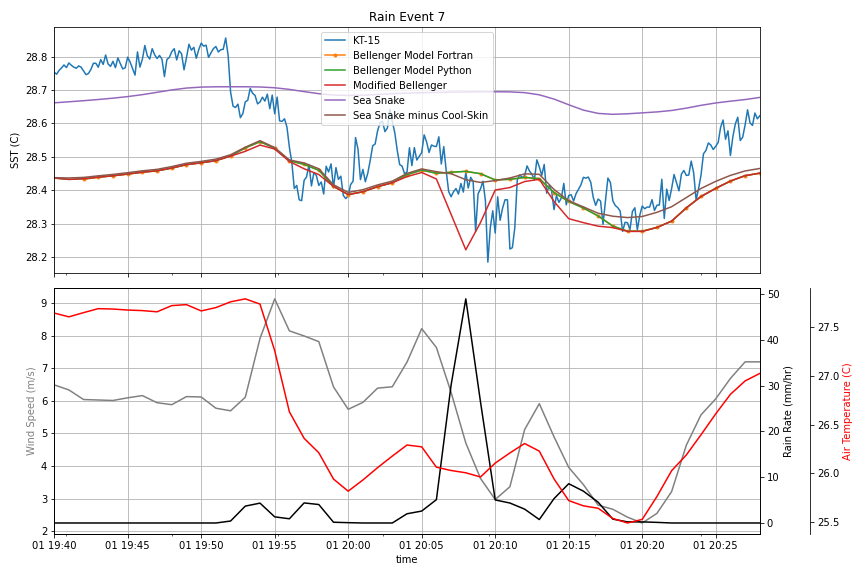 Rain Event 7
SST (C)
28.8
28.7
28.6
28.5
28.4
28.3
28.2
KT-15
Bellenger Model Fortran
Bellenger Model Python
Modified Bellenger
Sea Snake
Sea Snake minus Cool-Skin
Wind Speed (m/s)
9
8
7
6
5
4
3
2
50
40
30
20
10
0
Rain Rate (mm/hr)
27.5
27.0
26.5
26.0
25.5
Air Temperature (C)
01 19:40 01 19:45 01 19:50 01 19:55 01 20:00 01 20:05 01 20:10 01 20:15 01 20:20 01 20:25
time